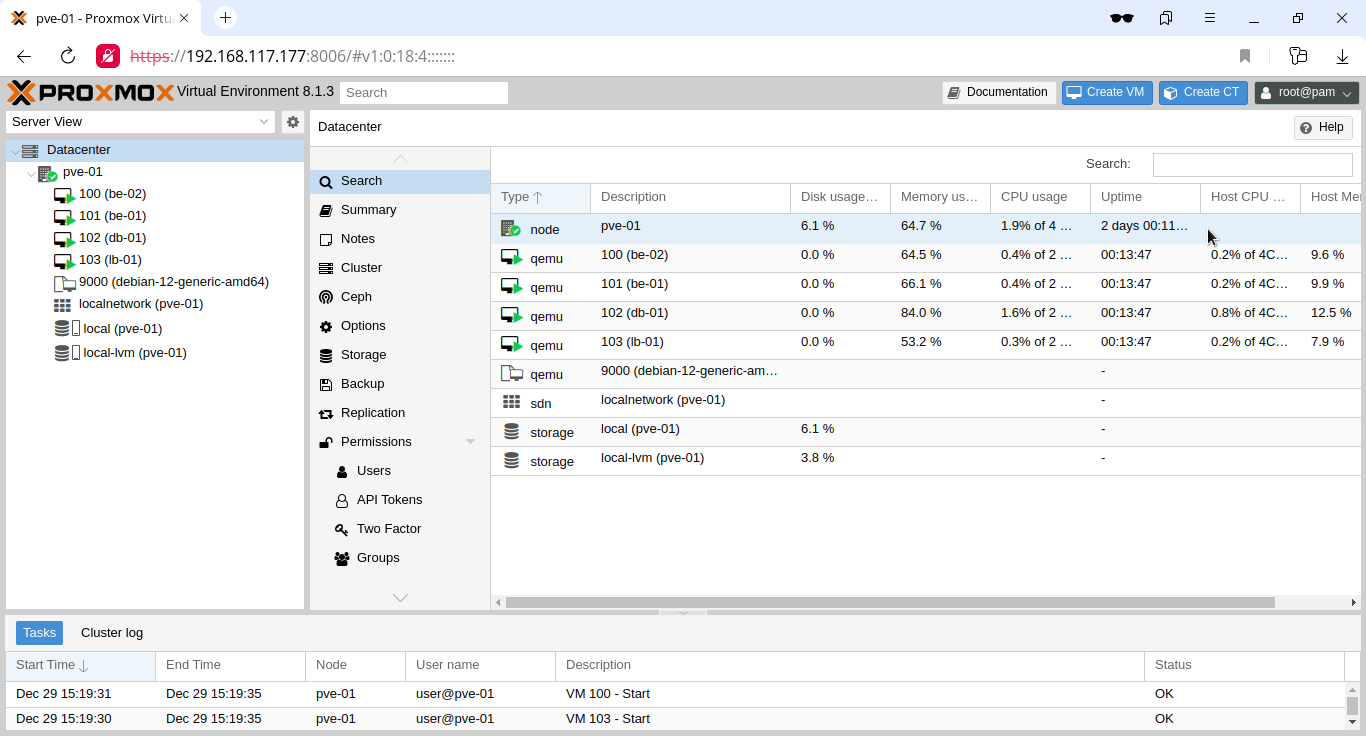 pve-01 - Proxmox Virtu
https://192.168.117.177:8006/#v1:0:18:4:::::::
PROXMOX Virtual Environment 8.1.3 Search Documentation Create VM Create CT root@pam
Server View
Datacenter
pve-01
100 (be-02)
101 (be-01)
102 (db-01)
103 (lb-01)
9000 (debian-12-generic-amd64)
localnetwork (pve-01)
local (pve-01)
local-lvm (pve-01)
Datacenter Help
Search
Summary
Notes
Cluster
Ceph
Options
Storage
Backup
Replication
Permissions
Users
API Tokens
Two Factor
Groups
Search:
Type Description Disk usage... Memory us... CPU usage Uptime Host CPU ... Host Me
node pve-01 6.1 % 64.7 % 1.9% of 4 ... 2 days 00:11...
qemu 100 (be-02) 0.0 % 64.5 % 0.4% of 2 ... 00:13:47 0.2% of 4C... 9.6 %
qemu 101 (be-01) 0.0 % 66.1 % 0.4% of 2 ... 00:13:47 0.2% of 4C... 9.9 %
qemu 102 (db-01) 0.0 % 84.0 % 1.6% of 2 ... 00:13:47 0.8% of 4C... 12.5 %
qemu 103 (lb-01) 0.0 % 53.2 % 0.3% of 2 ... 00:13:47 0.2% of 4C... 7.9 %
qemu 9000 (debian-12-generic-am... -
sdn localnetwork (pve-01) -
storage local (pve-01) 6.1 % -
storage local-lvm (pve-01) 3.8 % -
Tasks Cluster log
Start Time End Time Node User name Description Status
Dec 29 15:19:31 Dec 29 15:19:35 pve-01 user@pve-01 VM 100 - Start OK
Dec 29 15:19:30 Dec 29 15:19:35 pve-01 user@pve-01 VM 103 - Start OK